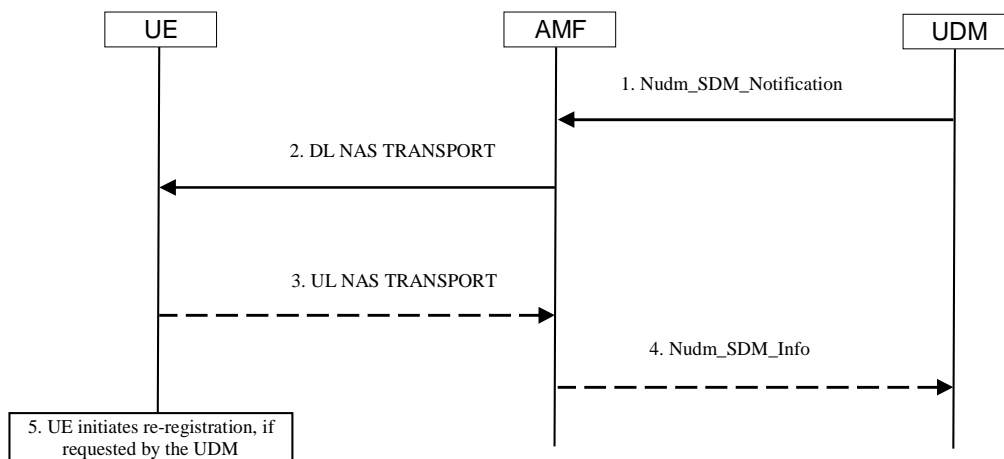 UE
AMF
UDM
1. Nudm_SDM_Notification
2. DL NAS TRANSPORT
3. UL NAS TRANSPORT
4. Nudm_SDM_Info
5. UE initiates re-registration, if
requested by the UDM